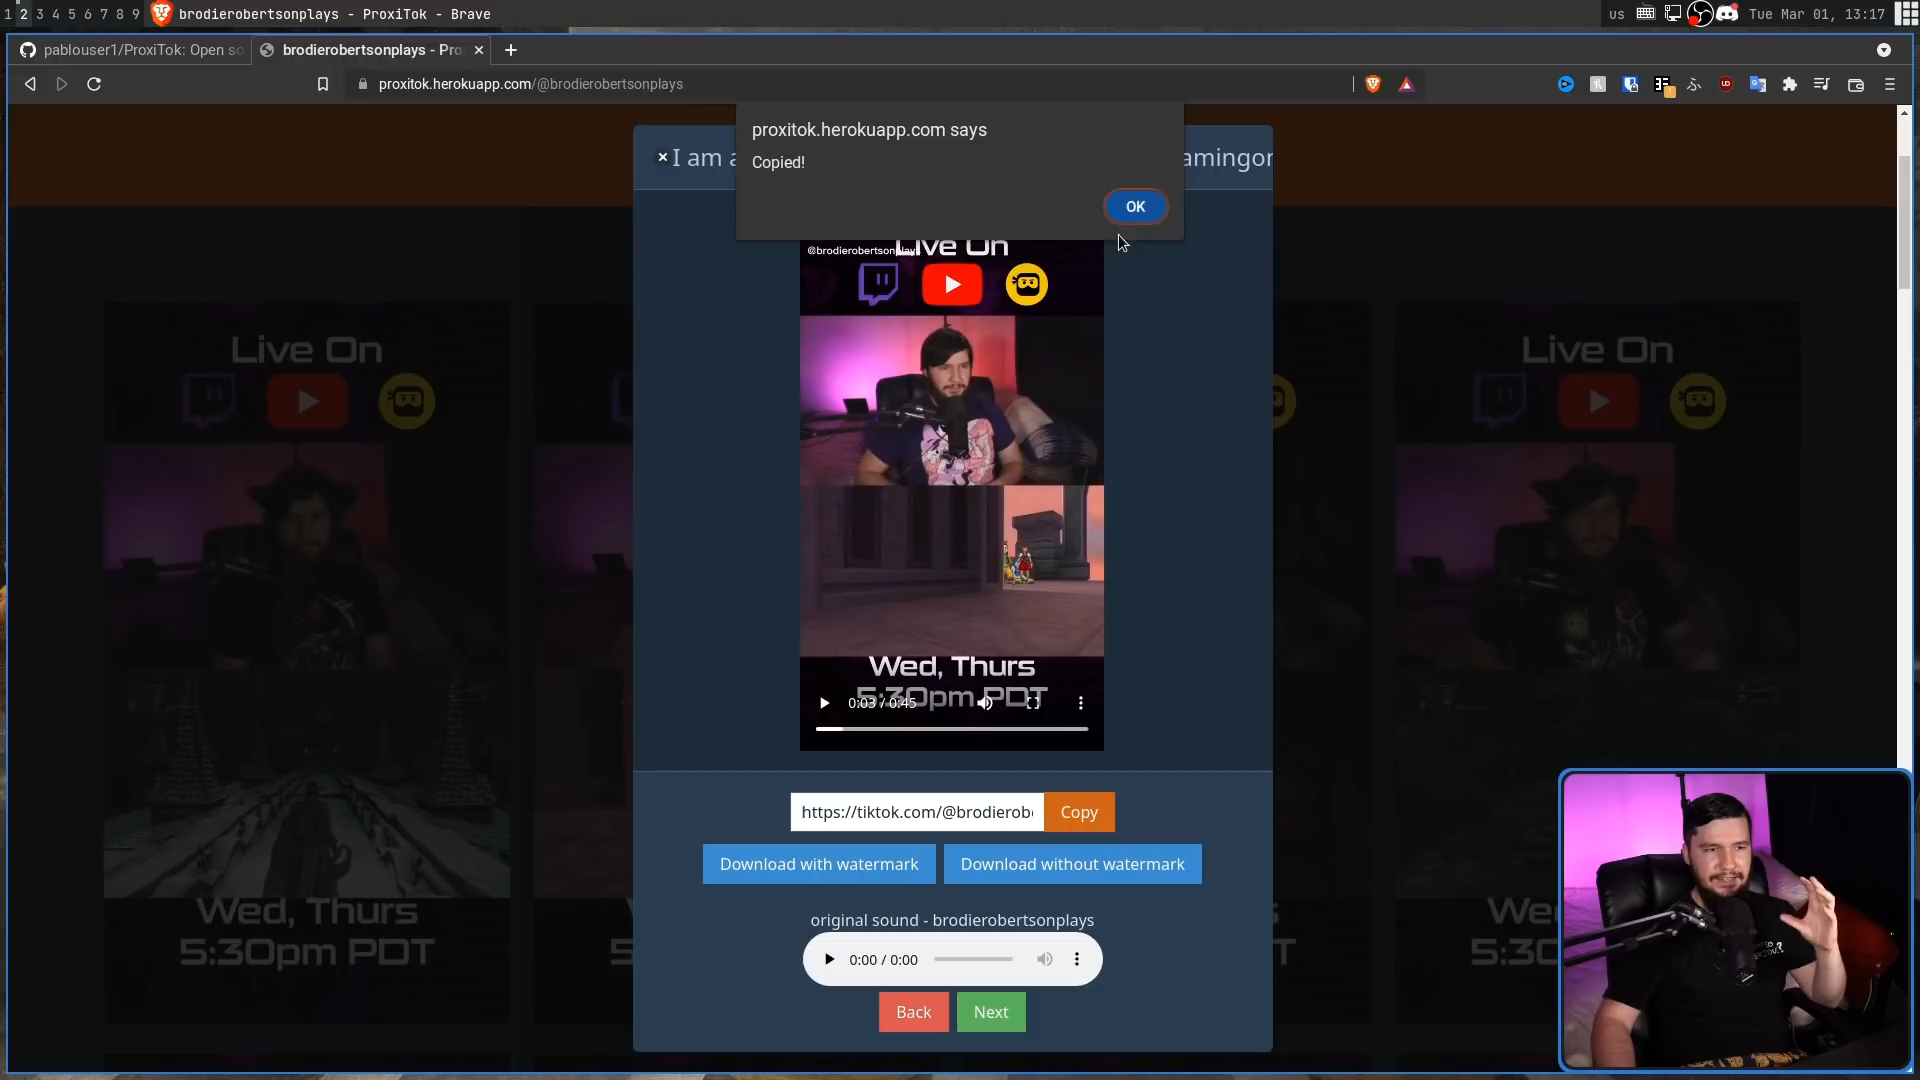 1 2 3 4 5 6 7 8 9 brodierobertsonplays - ProxiTok - Brave
us Tue Mar 01, 13:17
pablouser1/ProxiTok: Open so
brodierobertsonplays - Pro
proxitok.herokuapp.com/@brodierobertsonplays
proxitok.herokuapp.com says
Copied!
OK
I am a
amingor
@brodierobertsonplays
Live On
Live On
Live On
Wed, Thurs
5:30pm PDT
0:03 / 0:45
https://tiktok.com/@brodierob
Copy
Download with watermark
Download without watermark
Wed, Thurs
5:30pm PDT
We
5:30
original sound - brodierobertsonplays
0:00 / 0:00
Back
Next